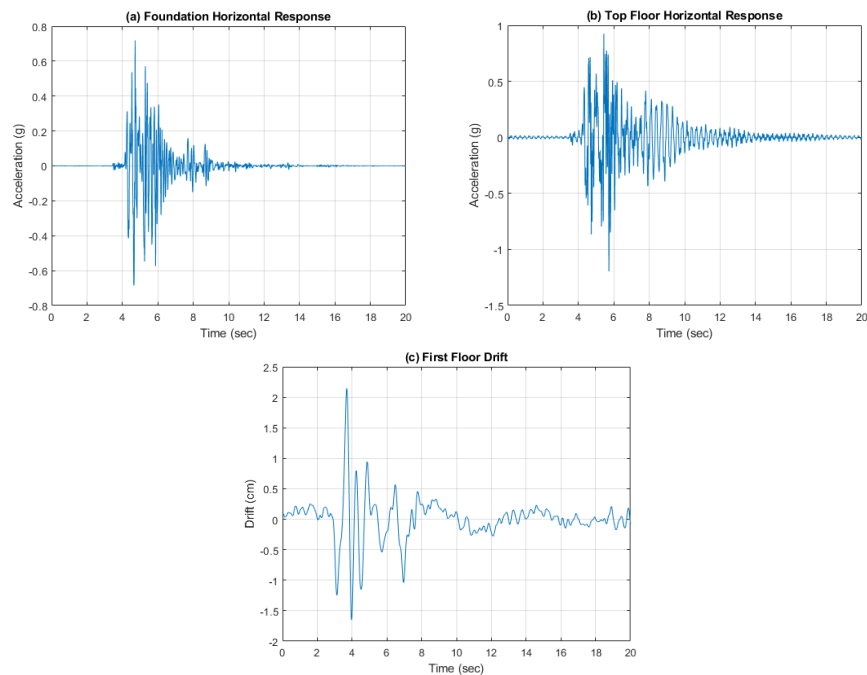 (a) Foundation Horizontal Response
0.8
0.6
0.4
0.2
0
-0.2
-0.4
-0.6
-0.8
Acceleration (g)
0 2 4 6 8 10 12 14 16 18 20
Time (sec)
(b) Top Floor Horizontal Response
1
0.5
0
-0.5
-1
-1.5
Acceleration (g)
0 2 4 6 8 10 12 14 16 18 20
Time (sec)
(c) First Floor Drift
2.5
2
1.5
1
0.5
0
-0.5
-1
-1.5
-2
Drift (cm)
0 2 4 6 8 10 12 14 16 18 20
Time (sec)